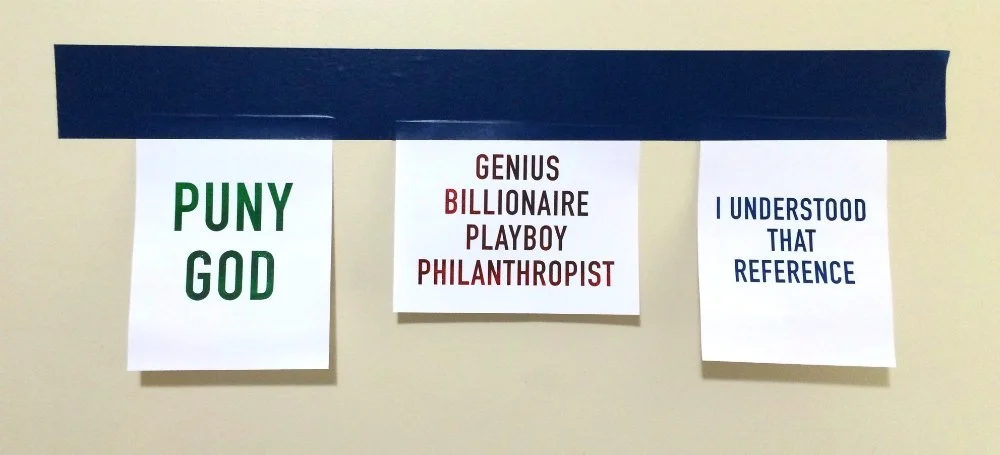 PUNY
GOD
GENIUS
BILLIONAIRE
PLAYBOY
PHILANTHROPIST
I UNDERSTOOD
THAT
REFERENCE